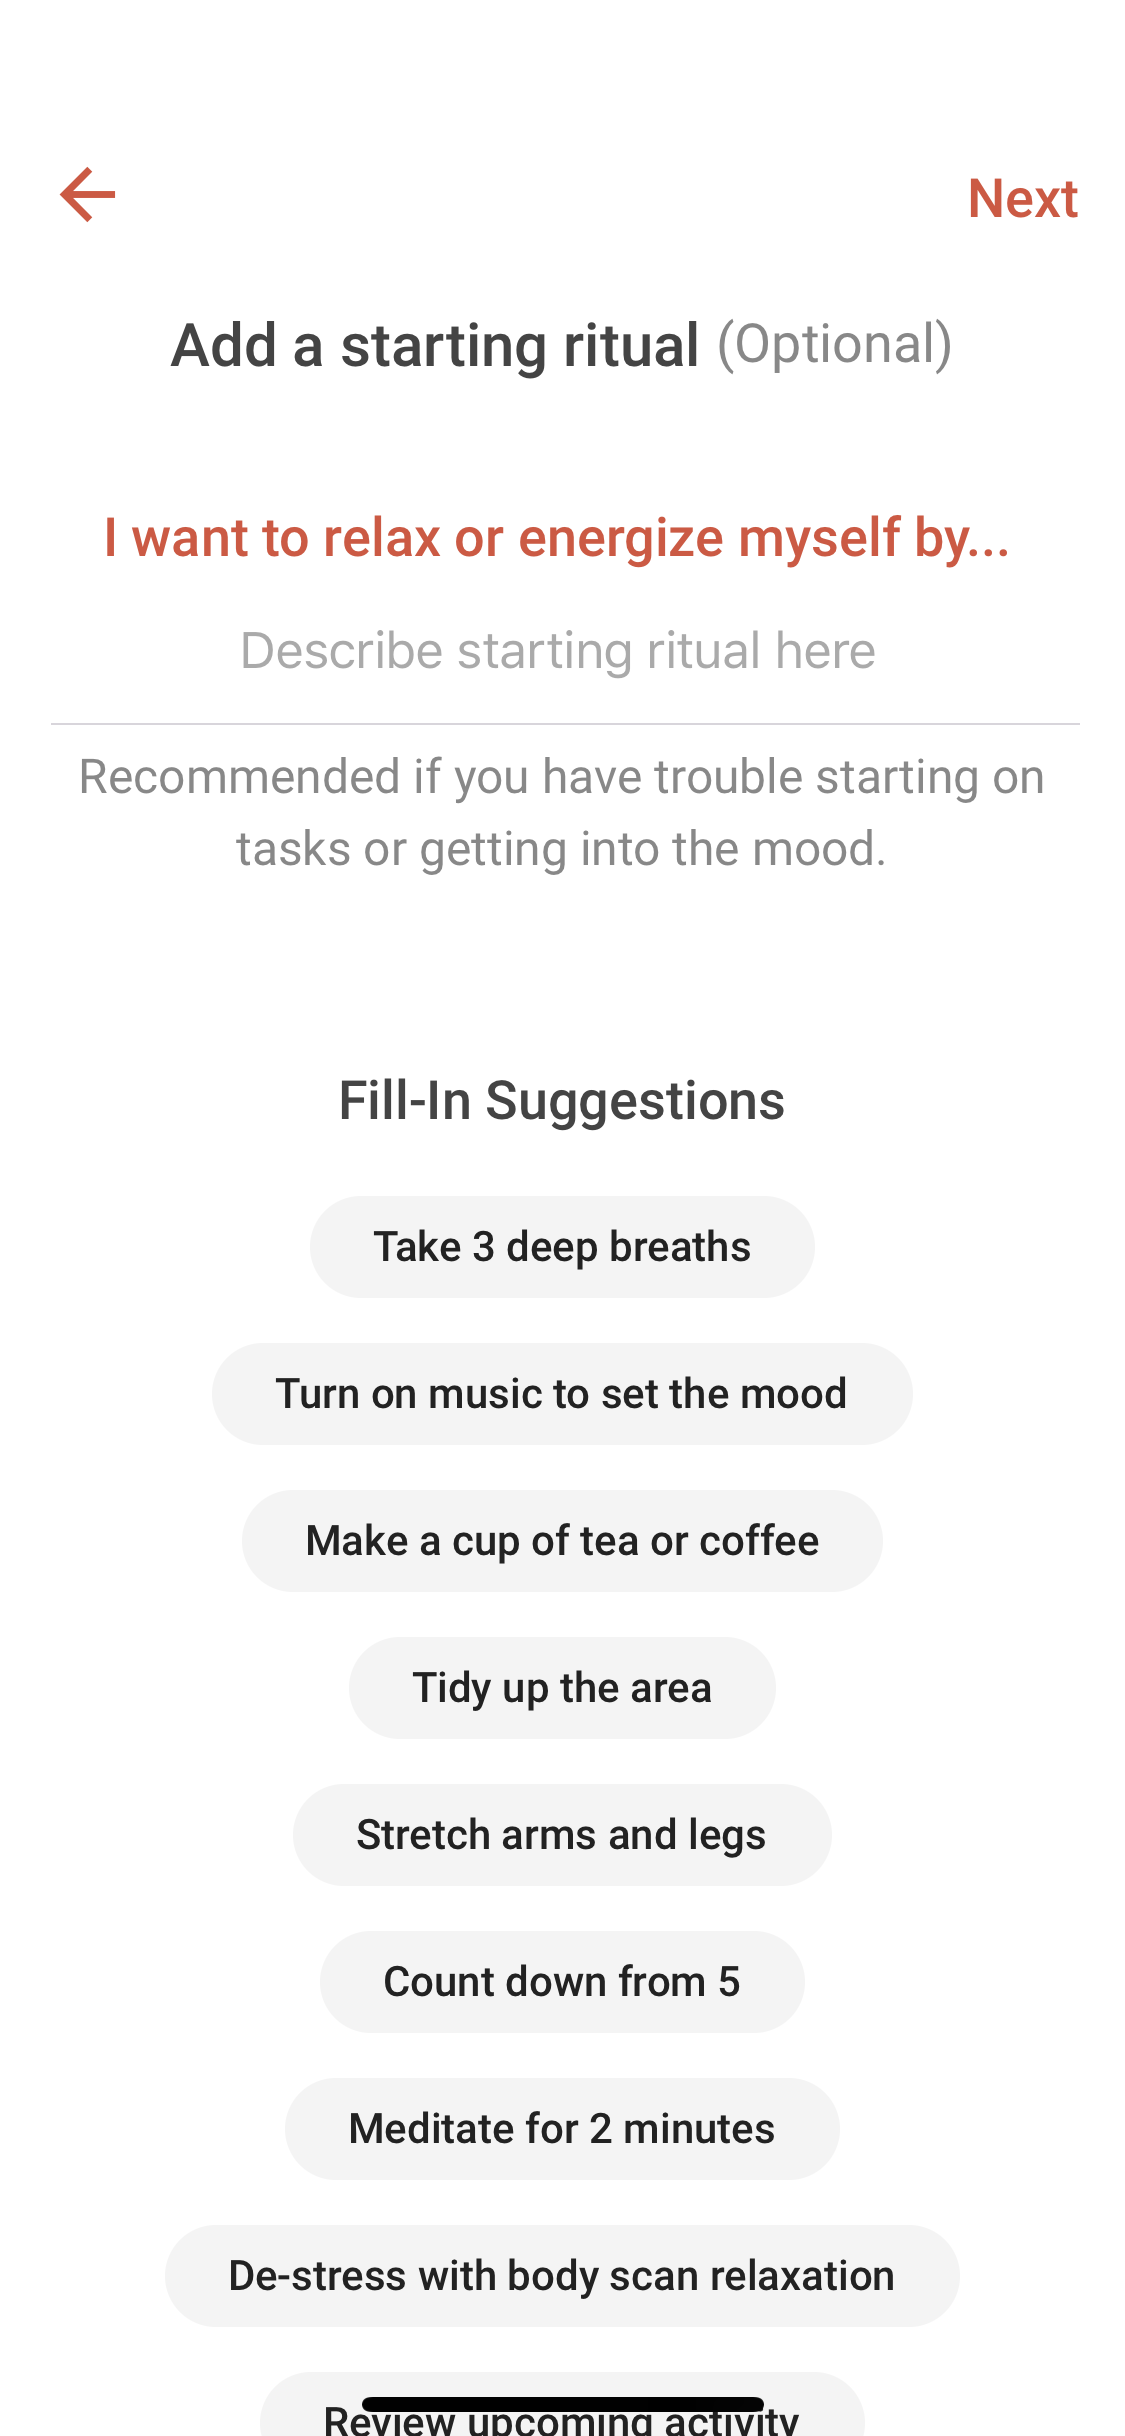 Next
Add a starting ritual (Optional)
I want to relax or energize myself by...
Describe starting ritual here
Recommended if you have trouble starting on
tasks or getting into the mood.
Fill-In Suggestions
Take 3 deep breaths
Turn on music to set the mood
Make a cup of tea or coffee
Tidy up the area
Stretch arms and legs
Count down from 5
Meditate for 2 minutes
De-stress with body scan relaxation
Review upcoming activity